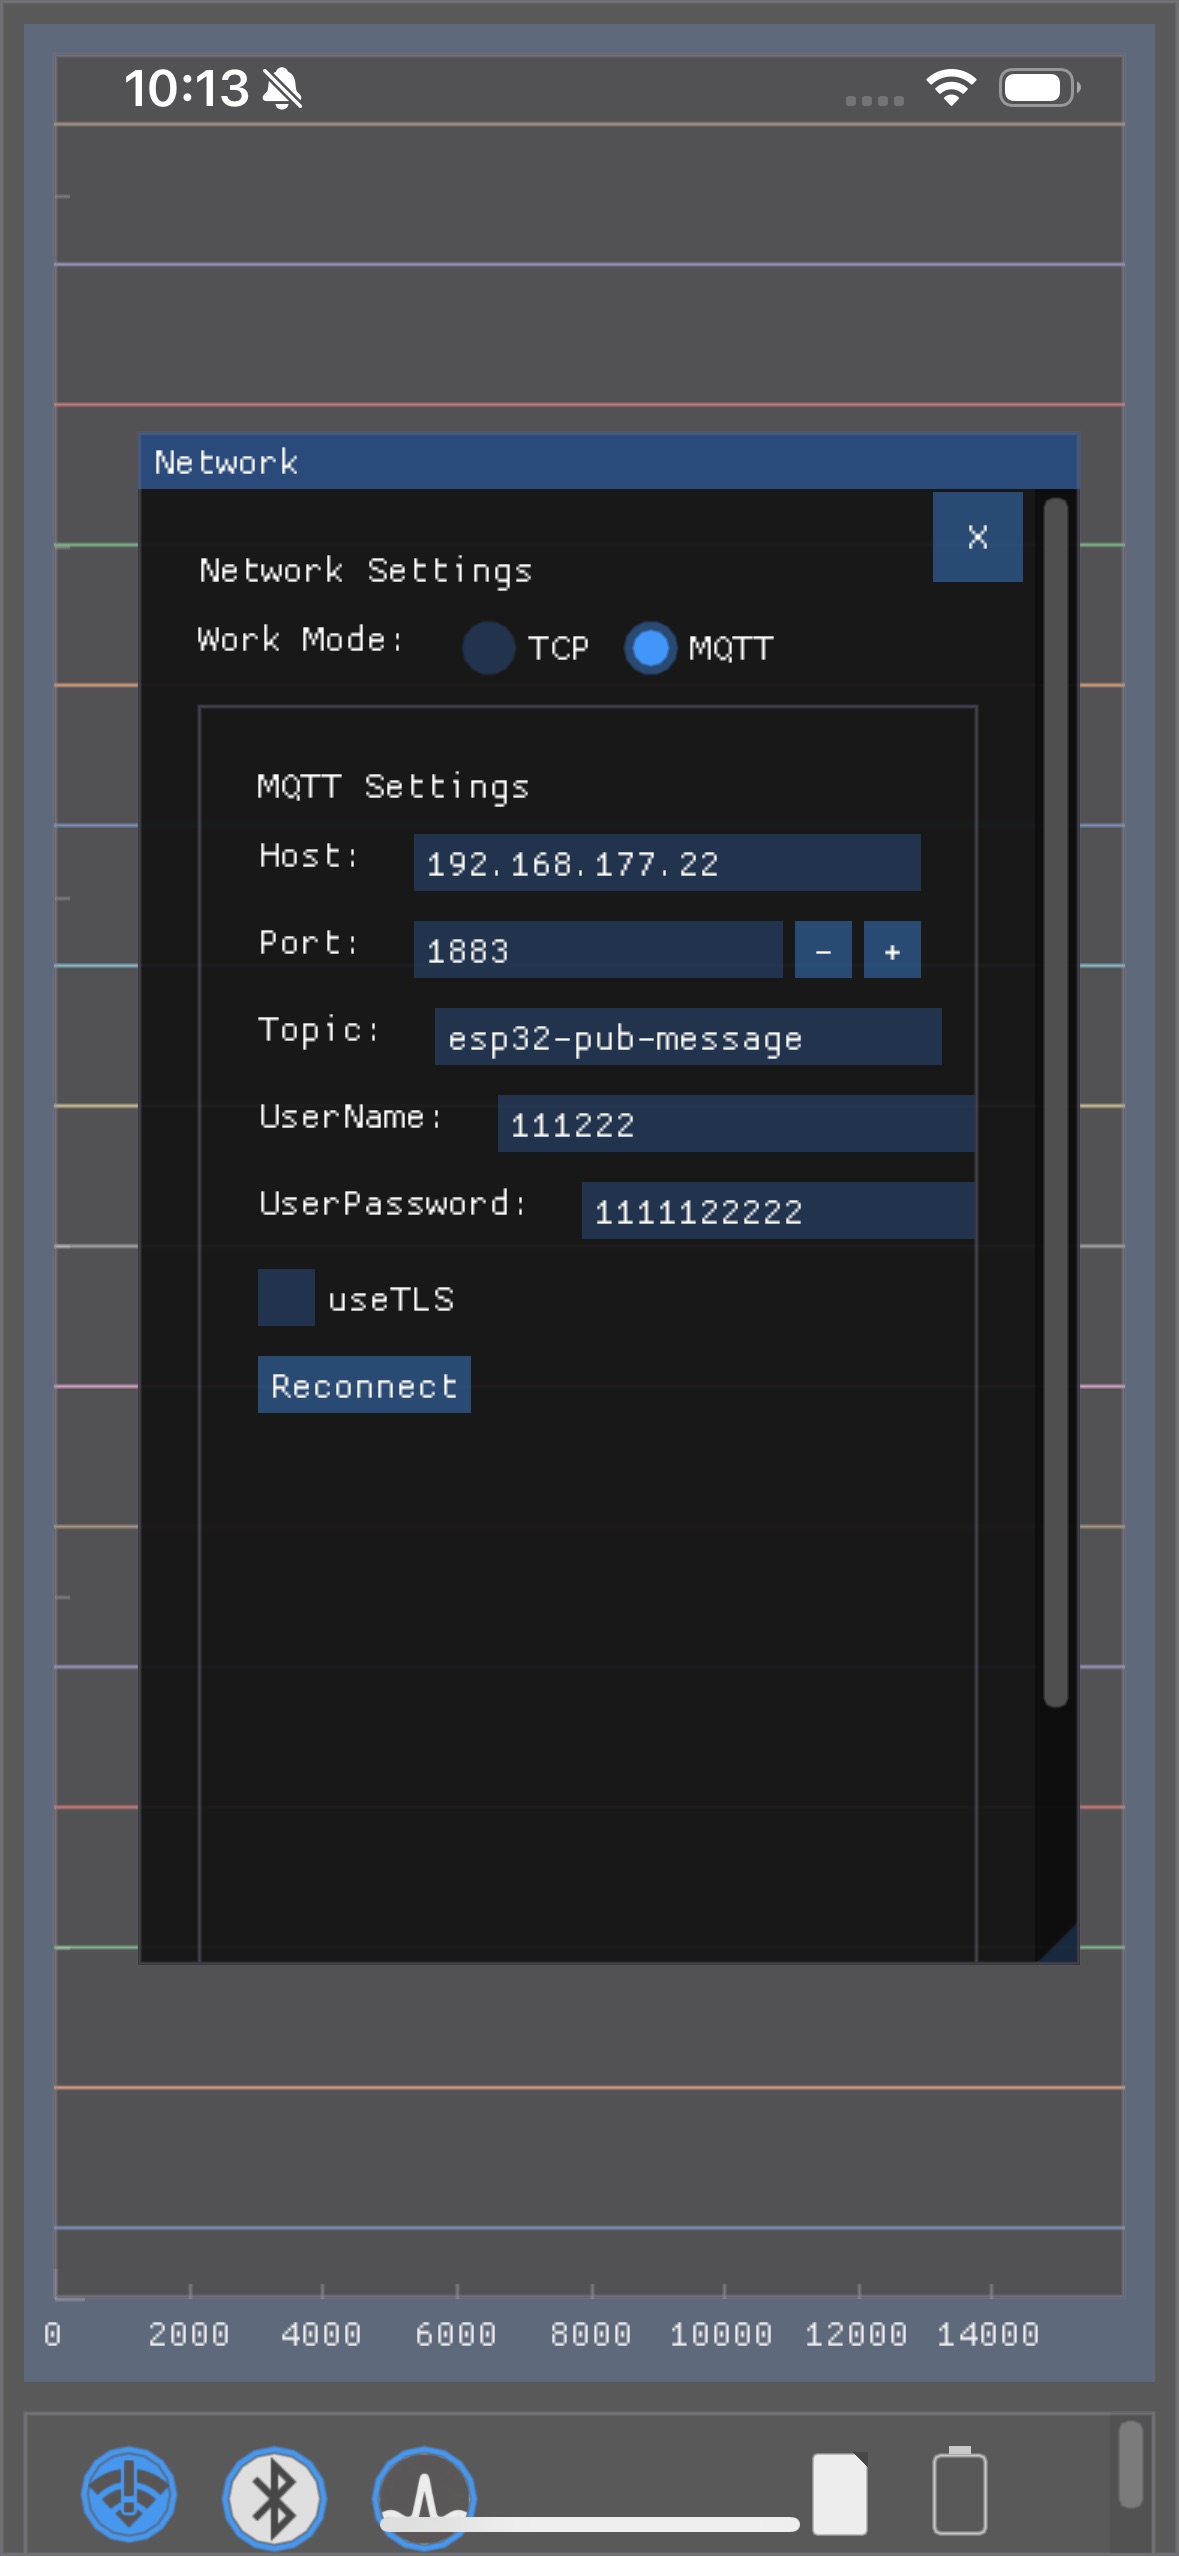 10:13
Network
X
Network Settings
Work Mode: TCP MQTT
MQTT Settings
Host: 192.168.177.22
Port: 1883 - +
Topic: esp32-pub-message
UserName: 111222
UserPassword: 1111122222
useTLS
Reconnect
0 2000 4000 6000 8000 10000 12000 14000